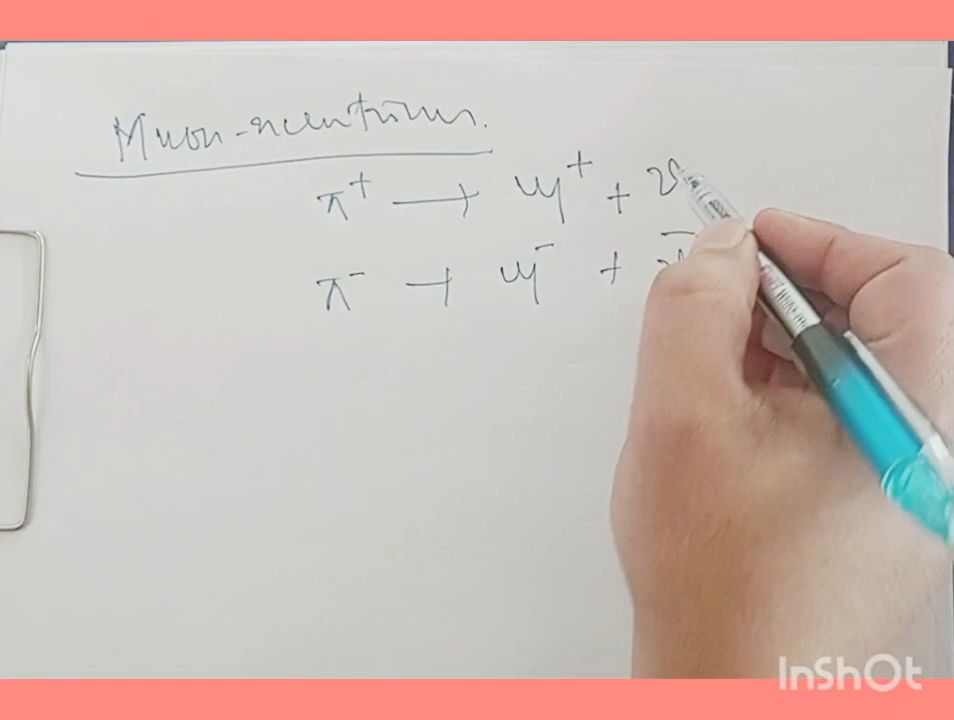 Muon-neutrinos.
π⁺ → μ⁺ + ν
π⁻ → μ⁻ + ν̄
InShOt